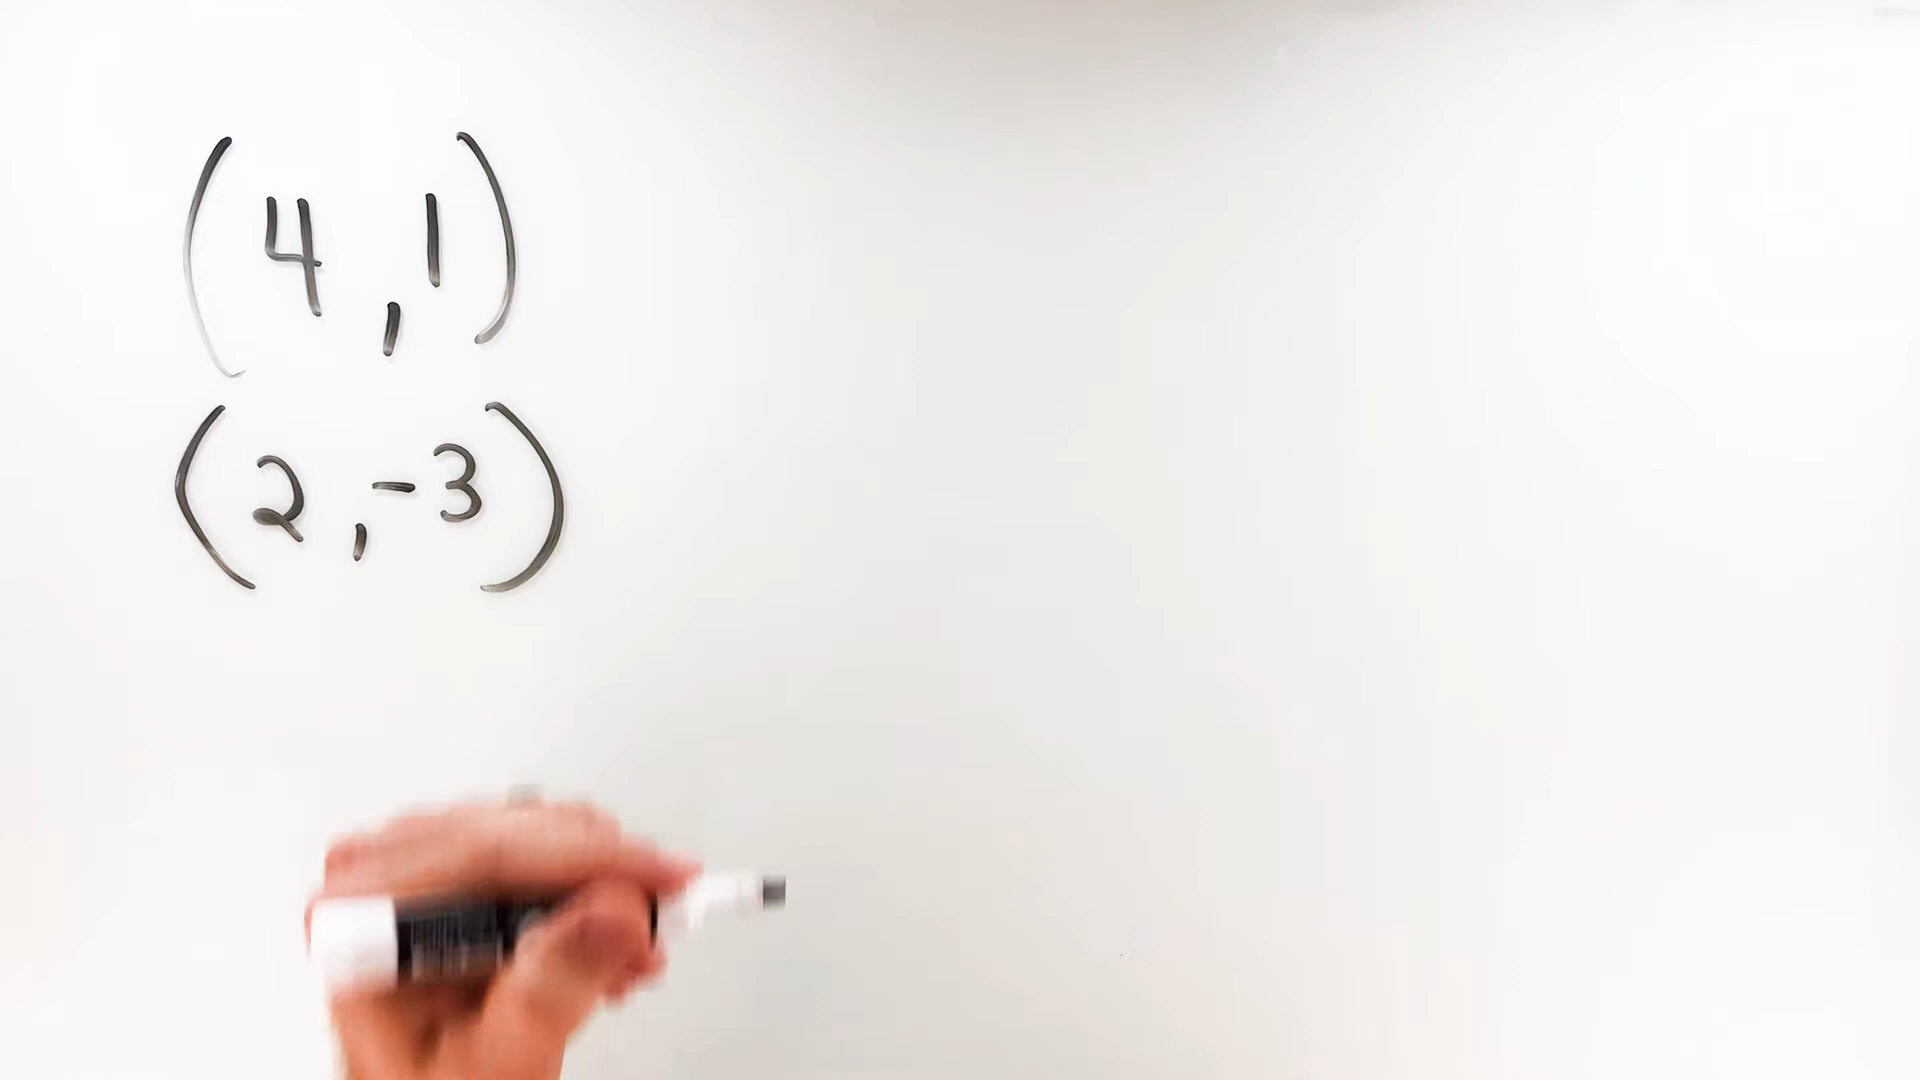 (4, 1)
(2, -3)